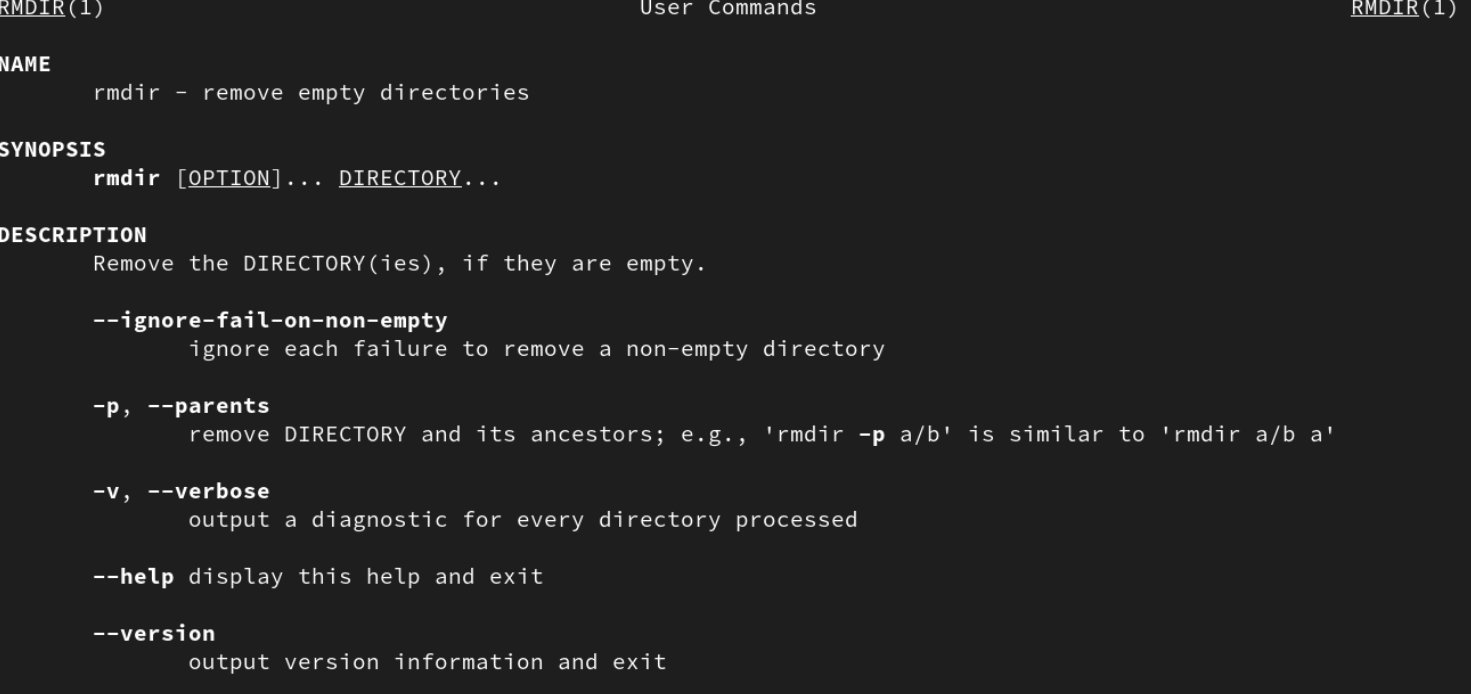 RMDIR(1) User Commands RMDIR(1)
NAME
rmdir - remove empty directories
SYNOPSIS
rmdir [OPTION]... DIRECTORY...
DESCRIPTION
Remove the DIRECTORY(ies), if they are empty.
--ignore-fail-on-non-empty
ignore each failure to remove a non-empty directory
-p, --parents
remove DIRECTORY and its ancestors; e.g., 'rmdir -p a/b' is similar to 'rmdir a/b a'
-v, --verbose
output a diagnostic for every directory processed
--help display this help and exit
--version
output version information and exit